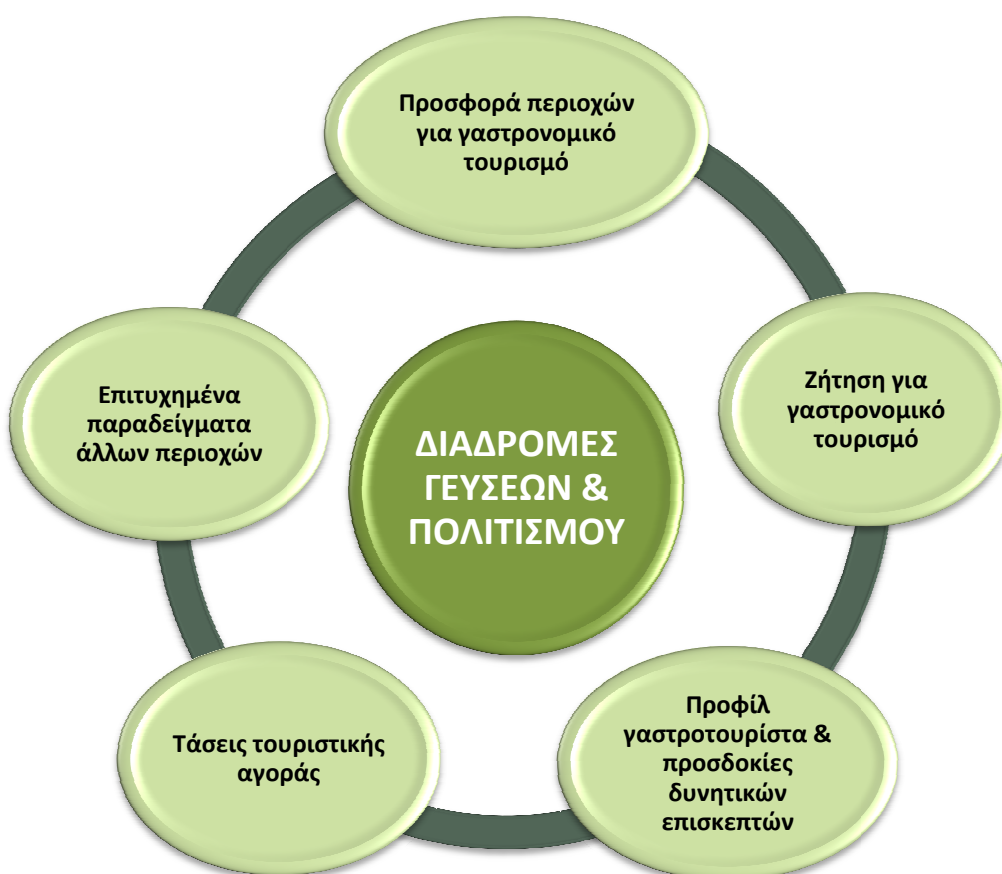 Προσφορά περιοχών
για γαστρονομικό
τουρισμό
Ζήτηση για
γαστρονομικό
τουρισμό
Προφίλ
γαστροτουρίστα &
προσδοκίες
δυνητικών
επισκεπτών
Τάσεις τουριστικής
αγοράς
Επιτυχημένα
παραδείγματα
άλλων περιοχών
ΔΙΑΔΡΟΜΕΣ
ΓΕΥΣΕΩΝ &
ΠΟΛΙΤΙΣΜΟΥ